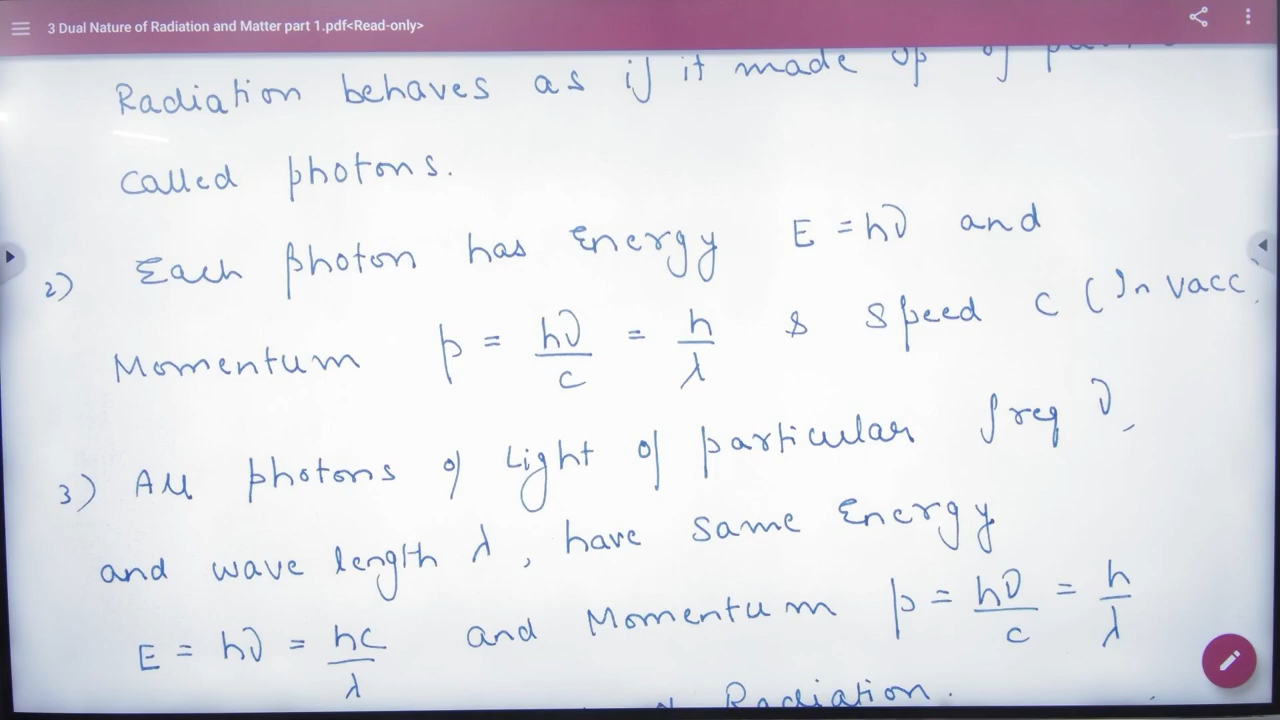 3 Dual Nature of Radiation and Matter part 1.pdf<Read-only>
Radiation behaves as if it made up of
called photons.
2) Each photon has Energy E = hν and
Momentum p = hν/c = h/λ & speed c (In vacc
3) All photons of Light of particular freq ν,
and wave length λ, have same Energy
E = hν = hc/λ and Momentum p = hν/c = h/λ
Radiation.